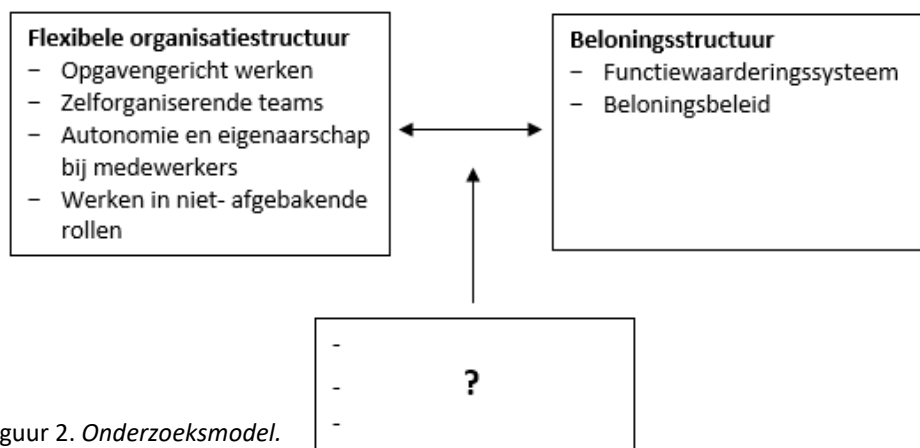 Flexibele organisatiestructuur
− Opgavengericht werken
− Zelforganiserende teams
− Autonomie en eigenaarschap
bij medewerkers
− Werken in niet- afgebakende
rollen
Beloningsstructuur
− Functiewaarderingssysteem
− Beloningsbeleid
-
-
?
-
guur 2. Onderzoeksmodel.